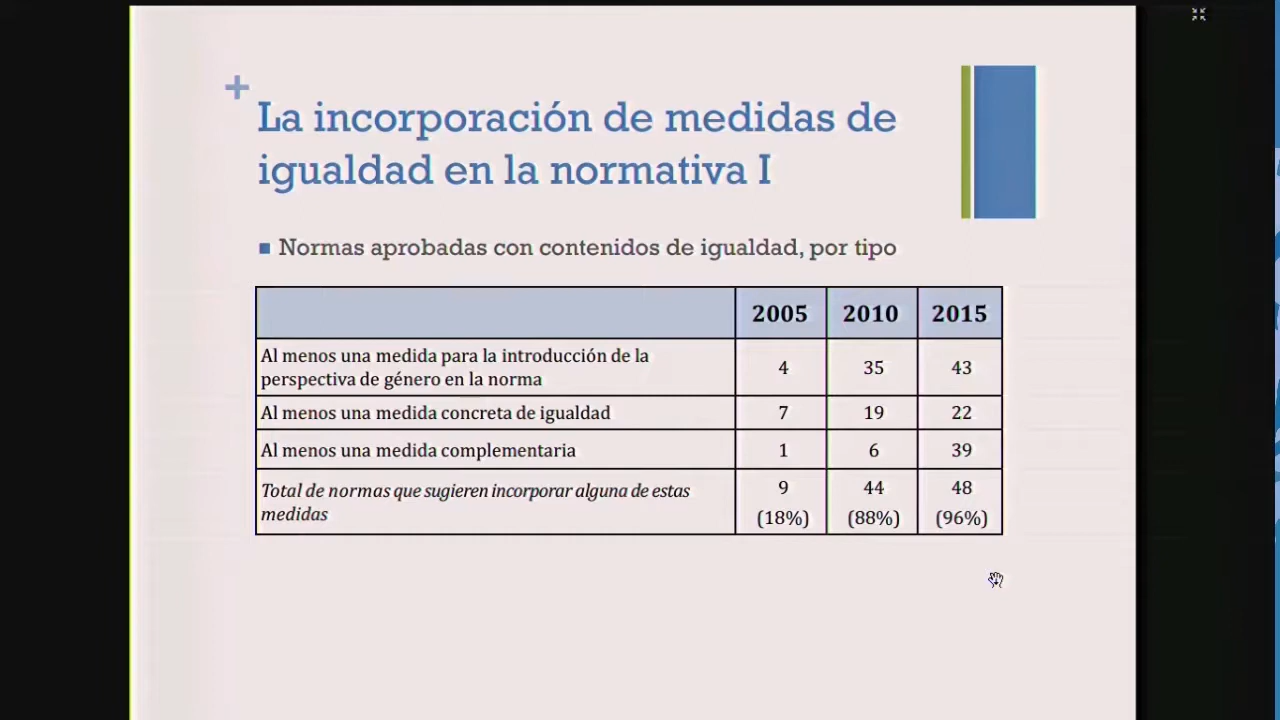 +
La incorporación de medidas de
igualdad en la normativa I
Normas aprobadas con contenidos de igualdad, por tipo
2005 2010 2015
Al menos una medida para la introducción de la
perspectiva de género en la norma
4 35 43
Al menos una medida concreta de igualdad 7 19 22
Al menos una medida complementaria 1 6 39
Total de normas que sugieren incorporar alguna de estas
medidas
9 44 48
(18%) (88%) (96%)